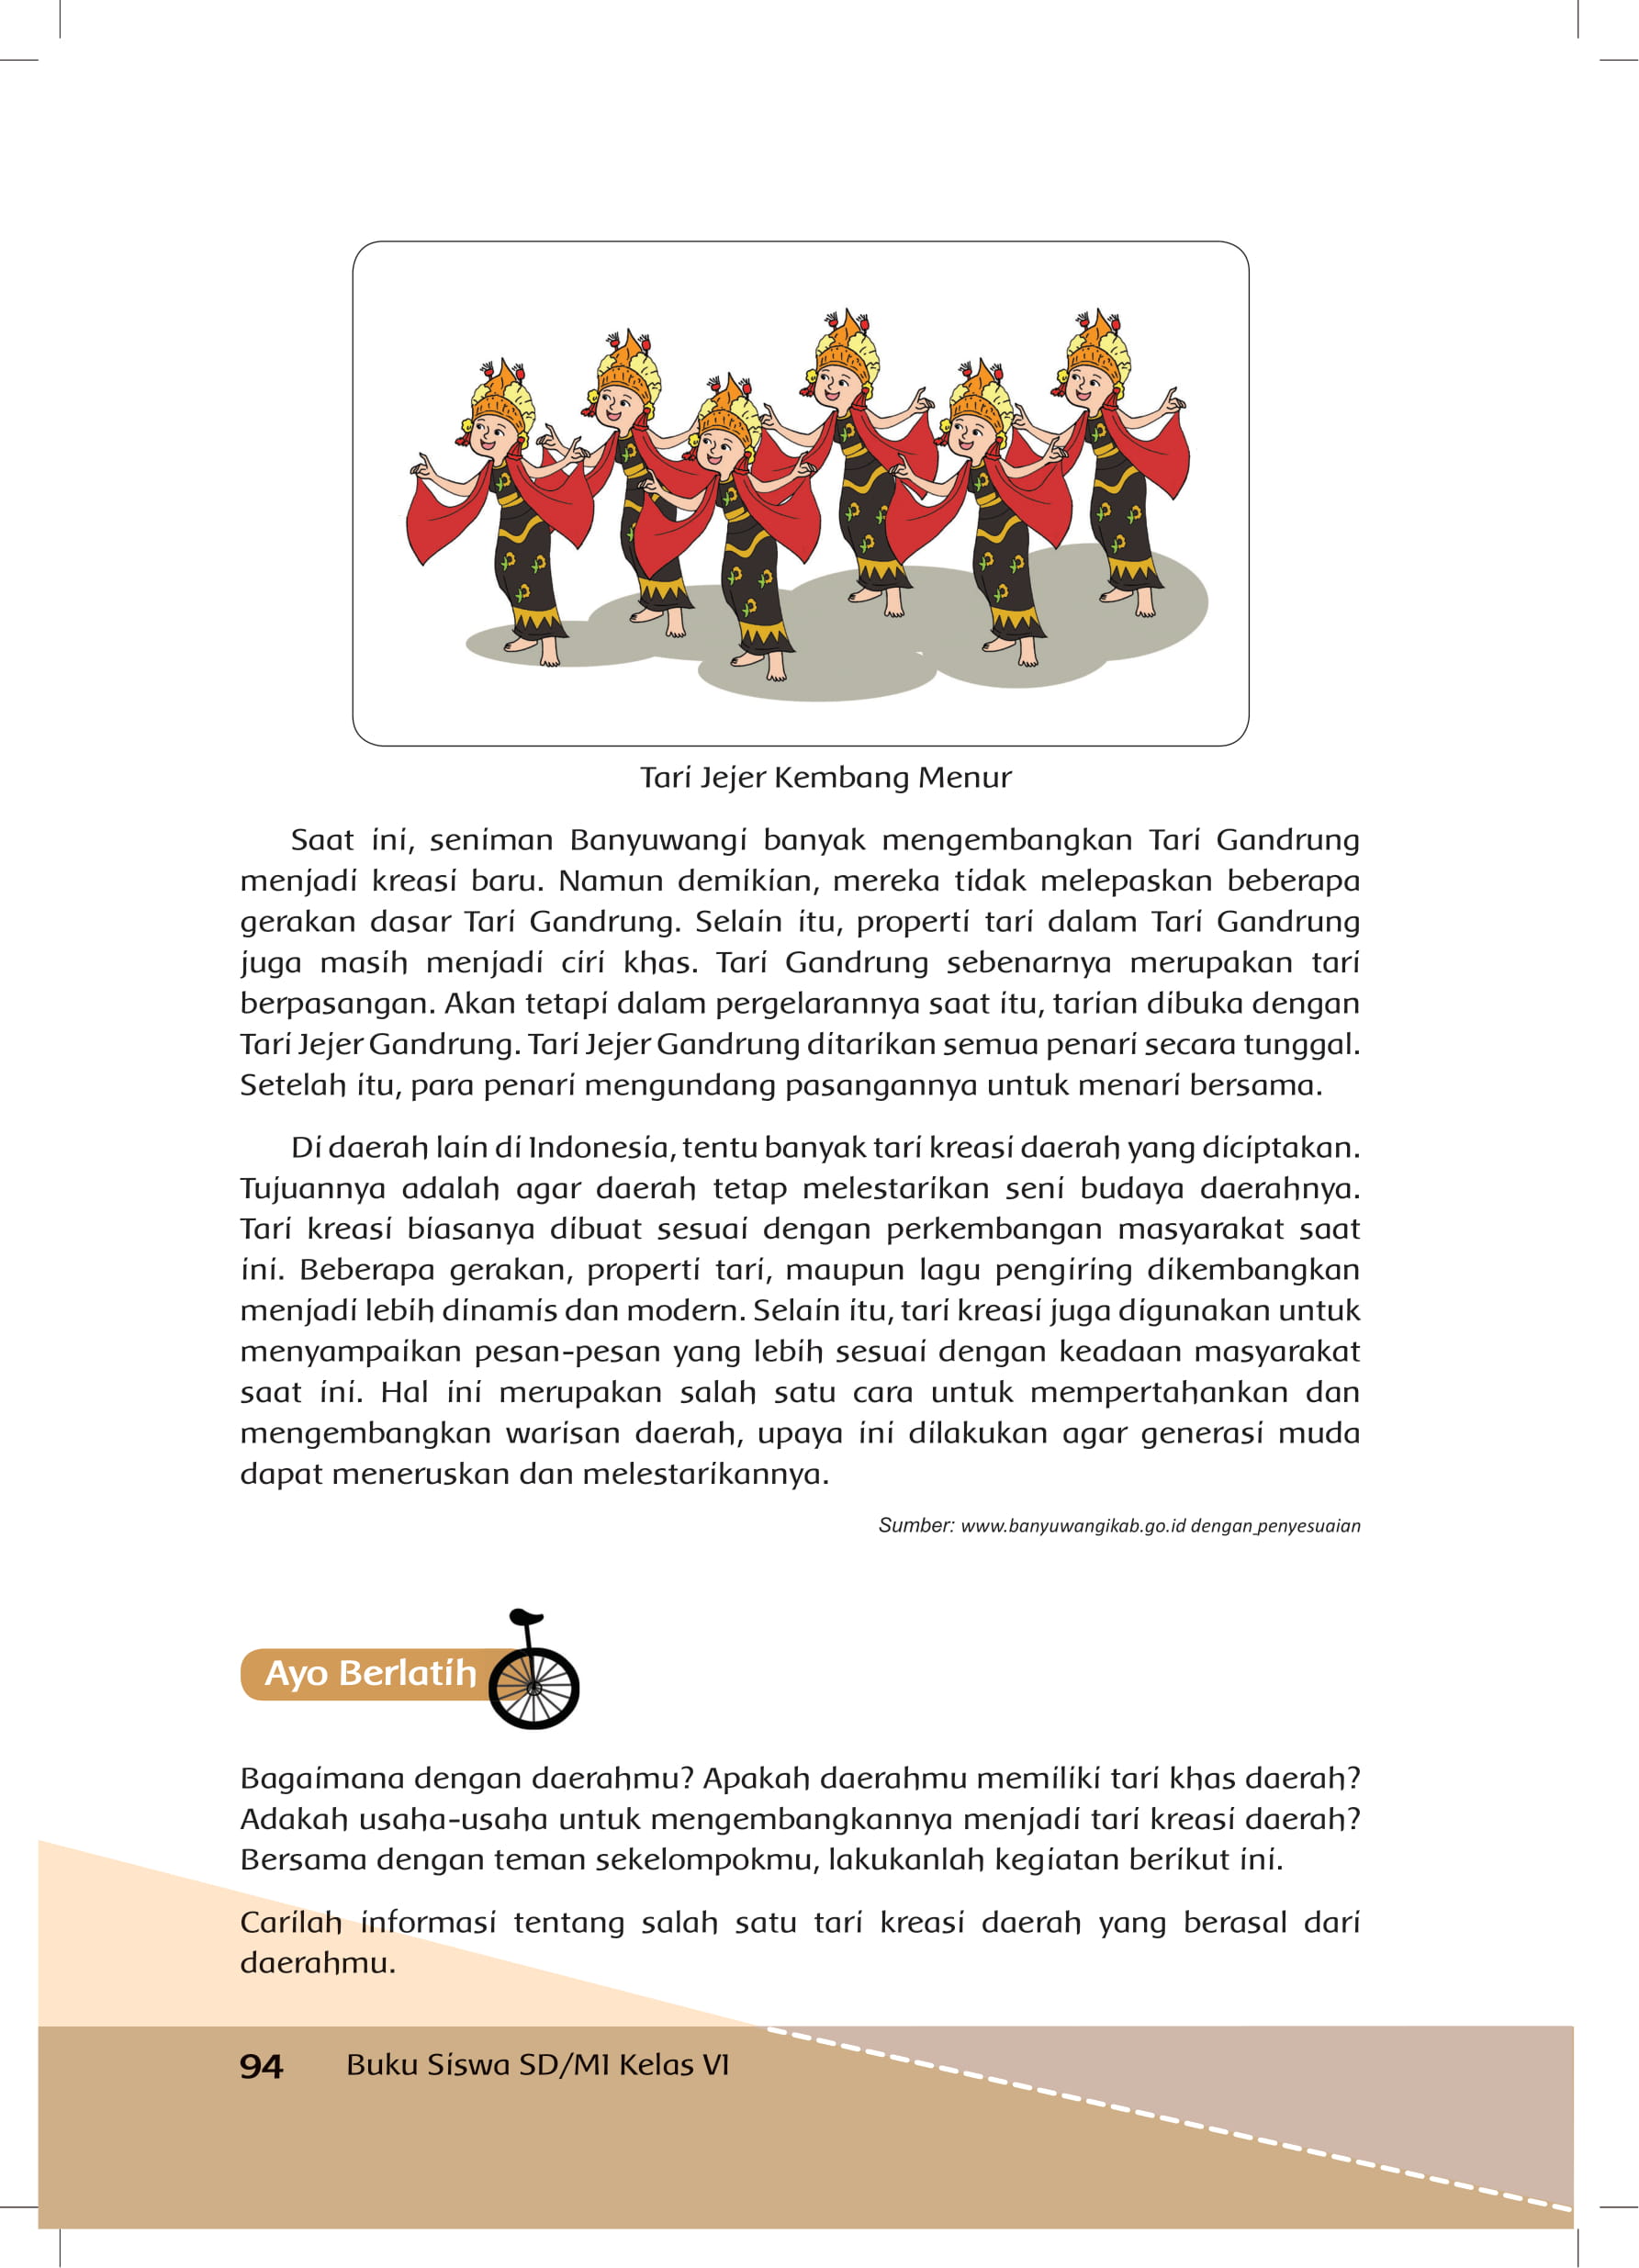 Tari Jejer Kembang Menur
Saat ini, seniman Banyuwangi banyak mengembangkan Tari Gandrung
menjadi kreasi baru. Namun demikian, mereka tidak melepaskan beberapa
gerakan dasar Tari Gandrung. Selain itu, properti tari dalam Tari Gandrung
juga masih menjadi ciri khas. Tari Gandrung sebenarnya merupakan tari
berpasangan. Akan tetapi dalam pergelarannya saat itu, tarian dibuka dengan
Tari Jejer Gandrung. Tari Jejer Gandrung ditarikan semua penari secara tunggal.
Setelah itu, para penari mengundang pasangannya untuk menari bersama.
Di daerah lain di Indonesia, tentu banyak tari kreasi daerah yang diciptakan.
Tujuannya adalah agar daerah tetap melestarikan seni budaya daerahnya.
Tari kreasi biasanya dibuat sesuai dengan perkembangan masyarakat saat
ini. Beberapa gerakan, properti tari, maupun lagu pengiring dikembangkan
menjadi lebih dinamis dan modern. Selain itu, tari kreasi juga digunakan untuk
menyampaikan pesan-pesan yang lebih sesuai dengan keadaan masyarakat
saat ini. Hal ini merupakan salah satu cara untuk mempertahankan dan
mengembangkan warisan daerah, upaya ini dilakukan agar generasi muda
dapat meneruskan dan melestarikannya.
Sumber: www.banyuwangikab.go.id dengan penyesuaian
Ayo Berlatih
Bagaimana dengan daerahmu? Apakah daerahmu memiliki tari khas daerah?
Adakah usaha-usaha untuk mengembangkannya menjadi tari kreasi daerah?
Bersama dengan teman sekelompokmu, lakukanlah kegiatan berikut ini.
Carilah informasi tentang salah satu tari kreasi daerah yang berasal dari
daerahmu.
94 Buku Siswa SD/MI Kelas VI